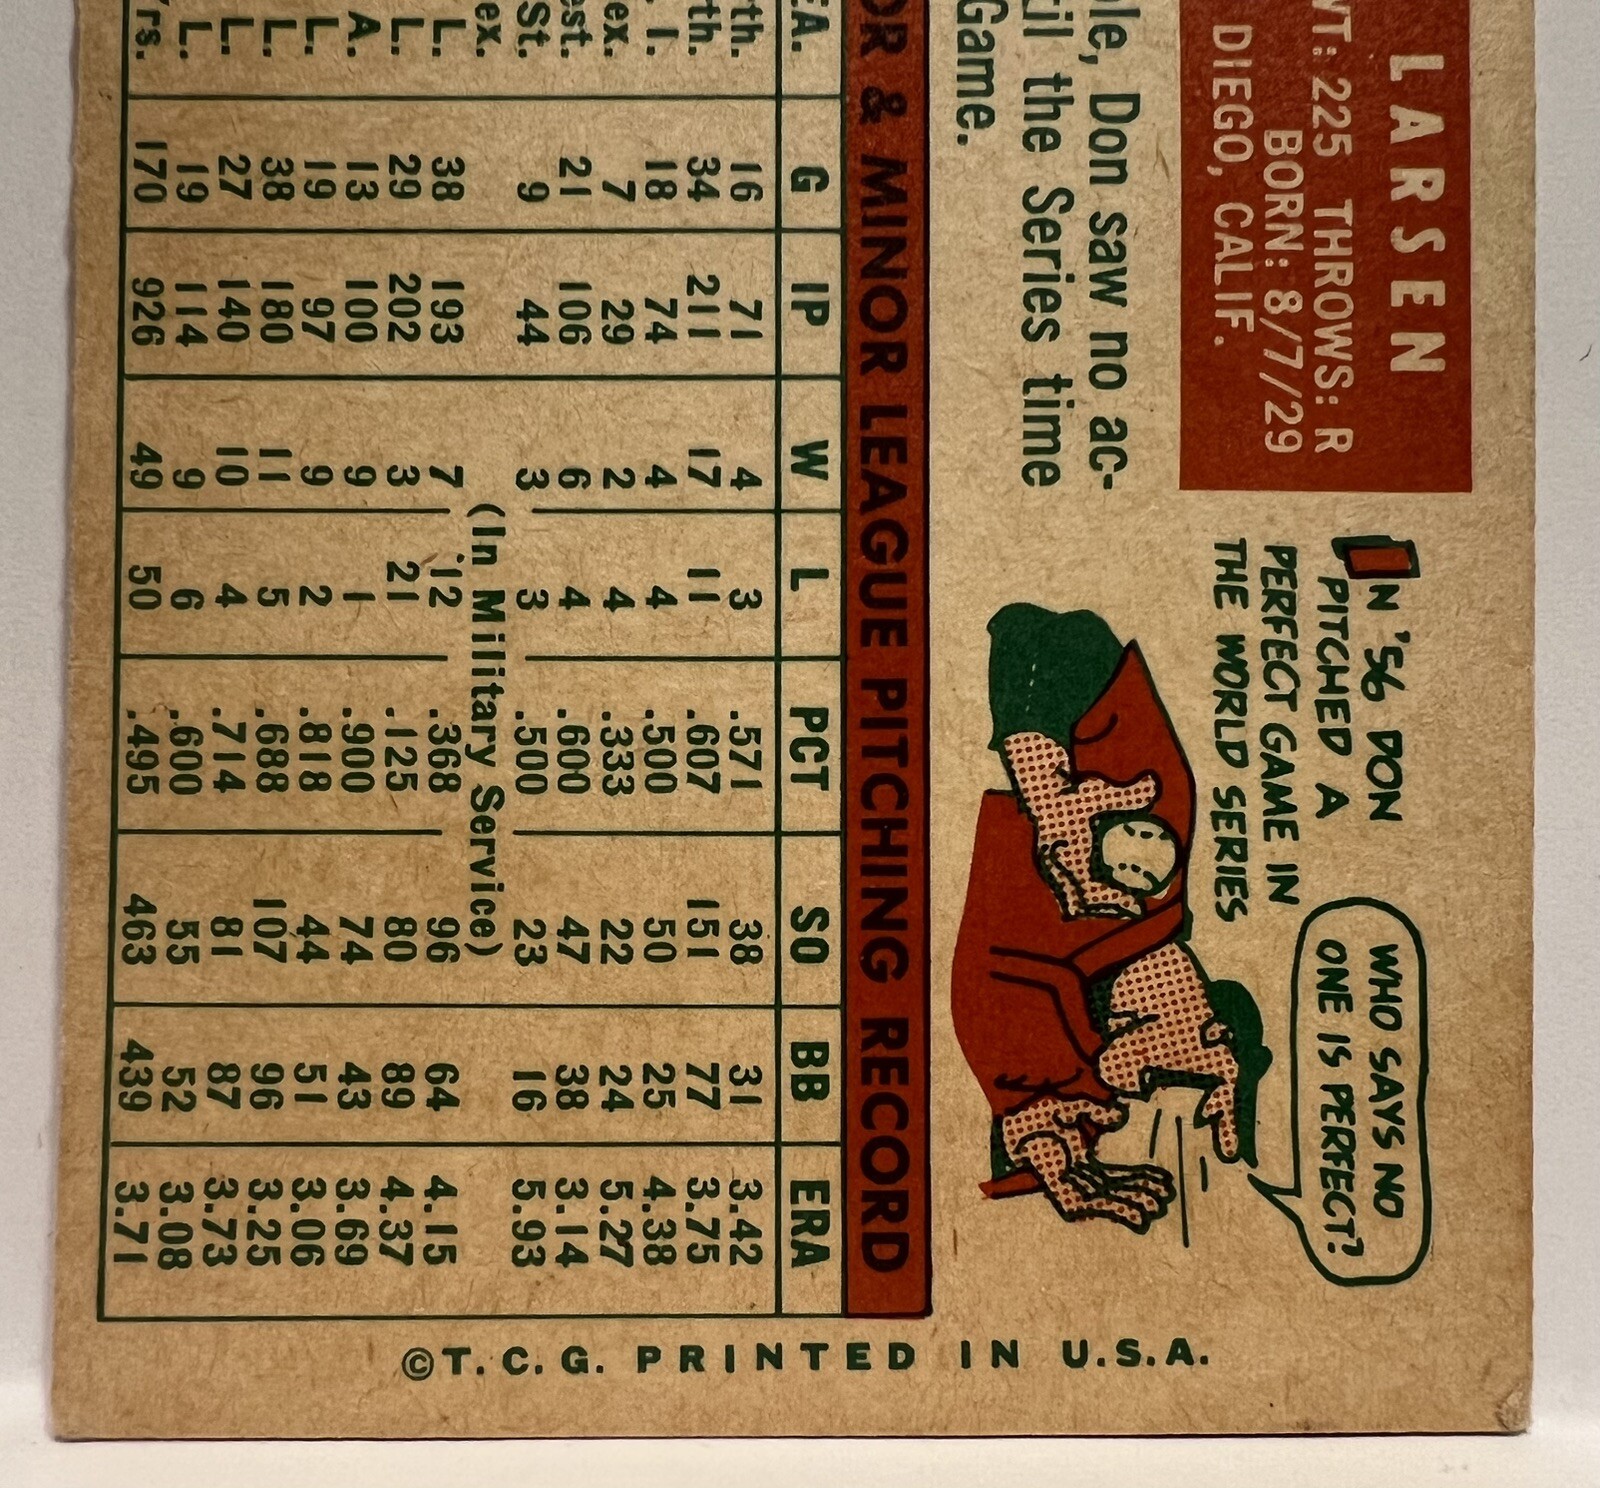 LARSEN
WT: 225 THROWS: R
BORN: 8/7/29
DIEGO, CALIF.
Don saw no ac-
the Series time
Game.
IN '56 DON
PITCHED A
PERFECT GAME IN
THE WORLD SERIES
WHO SAYS NO
ONE IS PERFECT?
OR & MINOR LEAGUE PITCHING RECORD
EA. G IP W L PCT SO BB ERA
th. 16 71 4 3 .571 38 31 3.42
th. 34 211 17 11 .607 151 77 3.75
I. 18 74 4 4 .500 50 25 4.38
ex. 7 29 2 4 .333 22 24 5.27
est. 21 106 6 4 .600 47 38 3.14
St. 9 44 3 3 .500 23 16 5.93
ex. (In Military Service)
L. 38 193 7 12 .368 96 64 4.15
L. 29 202 3 21 .125 80 89 4.37
A. 13 100 9 1 .900 74 43 3.69
L. 19 97 9 2 .818 44 51 3.06
L. 38 180 11 5 .688 107 96 3.25
L. 27 140 10 4 .714 81 87 3.73
L. 19 114 9 6 .600 55 52 3.08
rs. 170 926 49 50 .495 463 439 3.71
©T.C.G. PRINTED IN U.S.A.